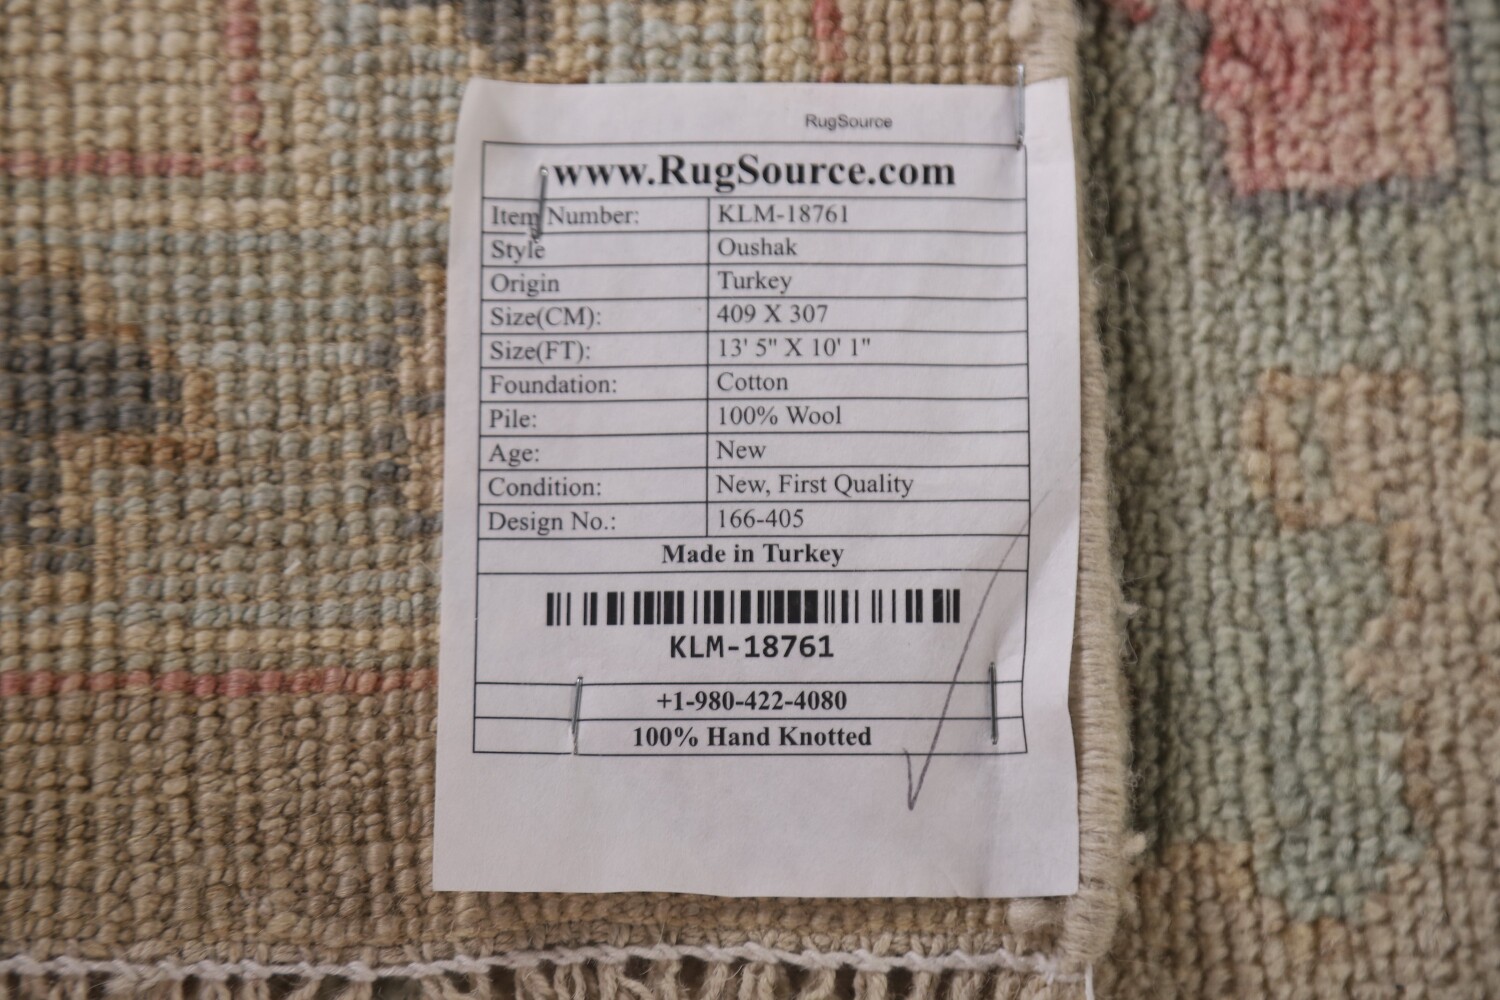 RugSource
www.RugSource.com
Item Number: KLM-18761
Style Oushak
Origin Turkey
Size(CM): 409 X 307
Size(FT): 13' 5" X 10' 1"
Foundation: Cotton
Pile: 100% Wool
Age: New
Condition: New, First Quality
Design No.: 166-405
Made in Turkey
KLM-18761
+1-980-422-4080
100% Hand Knotted